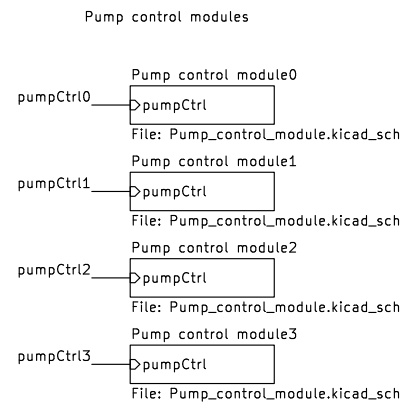 Pump control modules
Pump control module0
pumpCtrl0
pumpCtrl
File: Pump_control_module.kicad_sch
Pump control module1
pumpCtrl1
pumpCtrl
File: Pump_control_module.kicad_sch
Pump control module2
pumpCtrl2
pumpCtrl
File: Pump_control_module.kicad_sch
Pump control module3
pumpCtrl3
pumpCtrl
File: Pump_control_module.kicad_sch